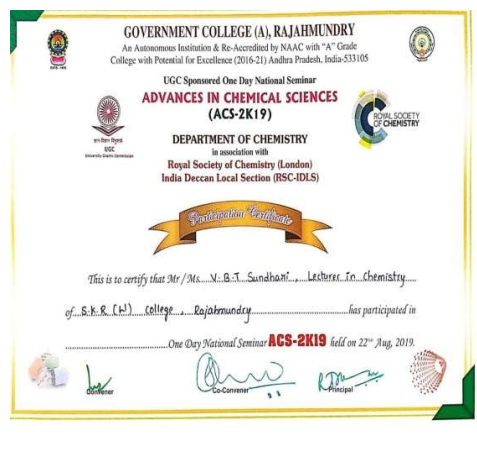 GOVERNMENT COLLEGE (A), RAJAHMUNDRY
An Autonomous Institution & Re-Accredited by NAAC with "A" Grade
College with Potential for Excellence (2016-21) Andhra Pradesh, India-533105
UGC Sponsored One Day National Seminar
ADVANCES IN CHEMICAL SCIENCES
(ACS-2K19)
ROYAL SOCIETY
OF CHEMISTRY
UGC
University Grants Commission
DEPARTMENT OF CHEMISTRY
in association with
Royal Society of Chemistry (London)
India Deccan Local Section (RSC-IDLS)
Participation Certificate
This is to certify that Mr / Ms. V. B. T. Sundhari, Lecturer in Chemistry
of S.K.R (W) College, Rajahmundry has participated in
One Day National Seminar ACS-2K19 held on 22nd Aug, 2019.
Convener
Co-Convener
Principal